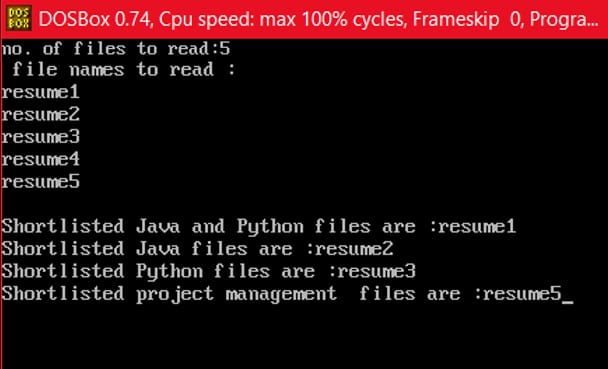 DOS BOX DOSBox 0.74, Cpu speed: max 100% cycles, Frameskip 0, Progra...
no. of files to read:5
file names to read :
resume1
resume2
resume3
resume4
resume5
Shortlisted Java and Python files are :resume1
Shortlisted Java files are :resume2
Shortlisted Python files are :resume3
Shortlisted project management  files are :resume5_